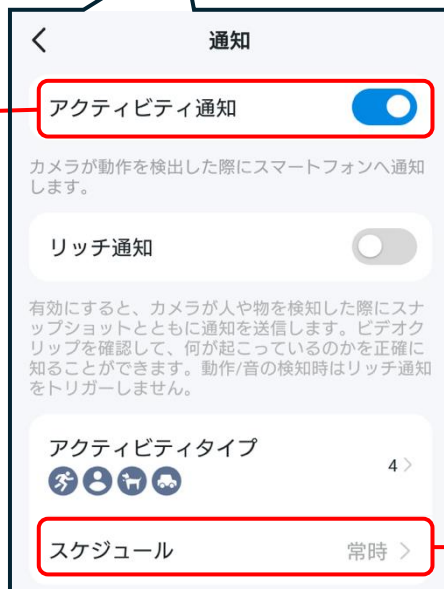 通知
アクティビティ通知
カメラが動作を検出した際にスマートフォンへ通知
します。
リッチ通知
有効にすると、カメラが人や物を検知した際にスナ
ップショットとともに通知を送信します。ビデオク
リップを確認して、何が起こっているのかを正確に
知ることができます。動作/音の検知時はリッチ通知
をトリガーしません。
アクティビティタイプ
4
スケジュール 常時